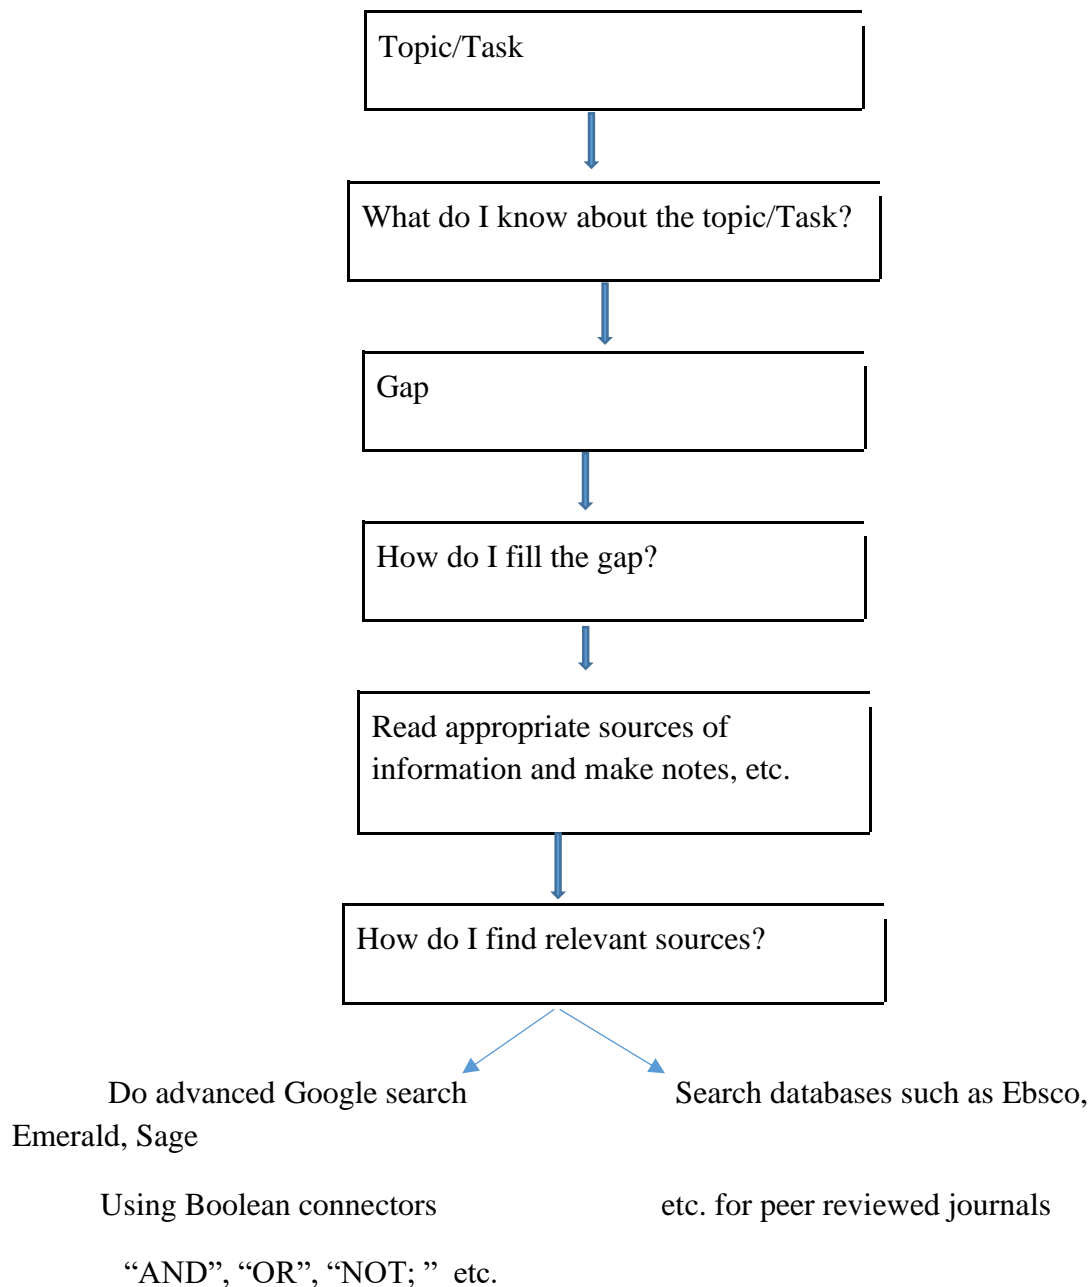 Topic/Task
What do I know about the topic/Task?
Gap
How do I fill the gap?
Read appropriate sources of
information and make notes, etc.
How do I find relevant sources?
Do advanced Google search Search databases such as Ebsco,
Emerald, Sage
Using Boolean connectors etc. for peer reviewed journals
“AND”, “OR”, “NOT; ” etc.